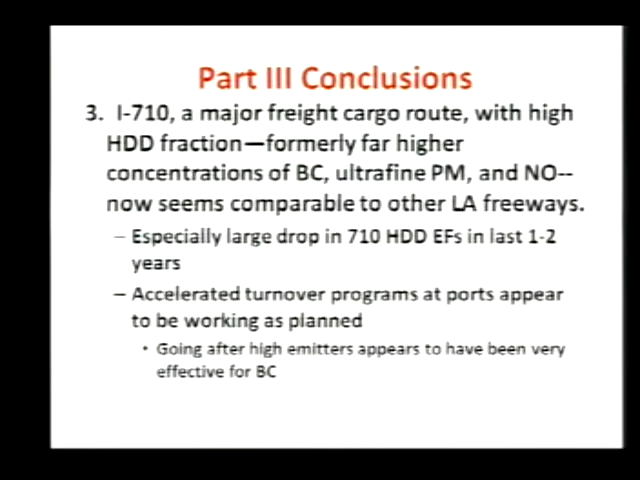 Part III Conclusions
3. I-710, a major freight cargo route, with high
HDD fraction—formerly far higher
concentrations of BC, ultrafine PM, and NO--
now seems comparable to other LA freeways.
– Especially large drop in 710 HDD EFs in last 1-2
years
– Accelerated turnover programs at ports appear
to be working as planned
• Going after high emitters appears to have been very
effective for BC